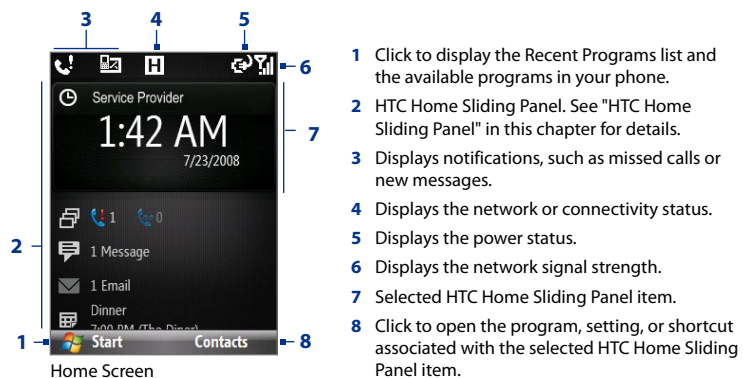 3 4 5
H
6
Service Provider
1:42 AM
7/23/2008
7
1 0
2
1 Message
1 Email
Dinner
7:00 PM (The Diner)
1 Start Contacts 8
Home Screen
1 Click to display the Recent Programs list and
the available programs in your phone.
2 HTC Home Sliding Panel. See "HTC Home
Sliding Panel" in this chapter for details.
3 Displays notifications, such as missed calls or
new messages.
4 Displays the network or connectivity status.
5 Displays the power status.
6 Displays the network signal strength.
7 Selected HTC Home Sliding Panel item.
8 Click to open the program, setting, or shortcut
associated with the selected HTC Home Sliding
Panel item.